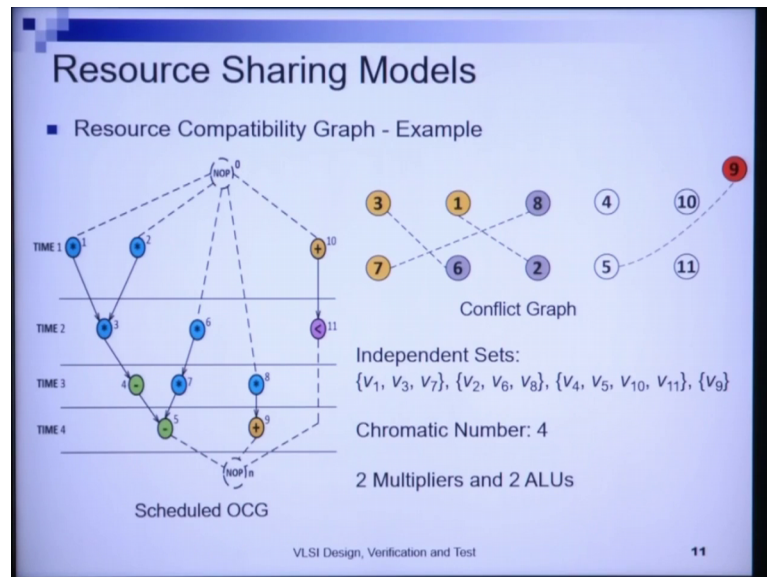 Resource Sharing Models
Resource Compatibility Graph - Example
NOP 0
TIME 1 * 1 * 2 + 10
TIME 2 * 3 * 6 < 11
TIME 3 4 - * 7 * 8
TIME 4 - 5 + 9
NOP n
Scheduled OCG
9
3 1 8 4 10
7 6 2 5 11
Conflict Graph
Independent Sets:
{V1, V3, V7}, {V2, V6, V8}, {V4, V5, V10, V11}, {V9}
Chromatic Number: 4
2 Multipliers and 2 ALUs
VLSI Design, Verification and Test
11